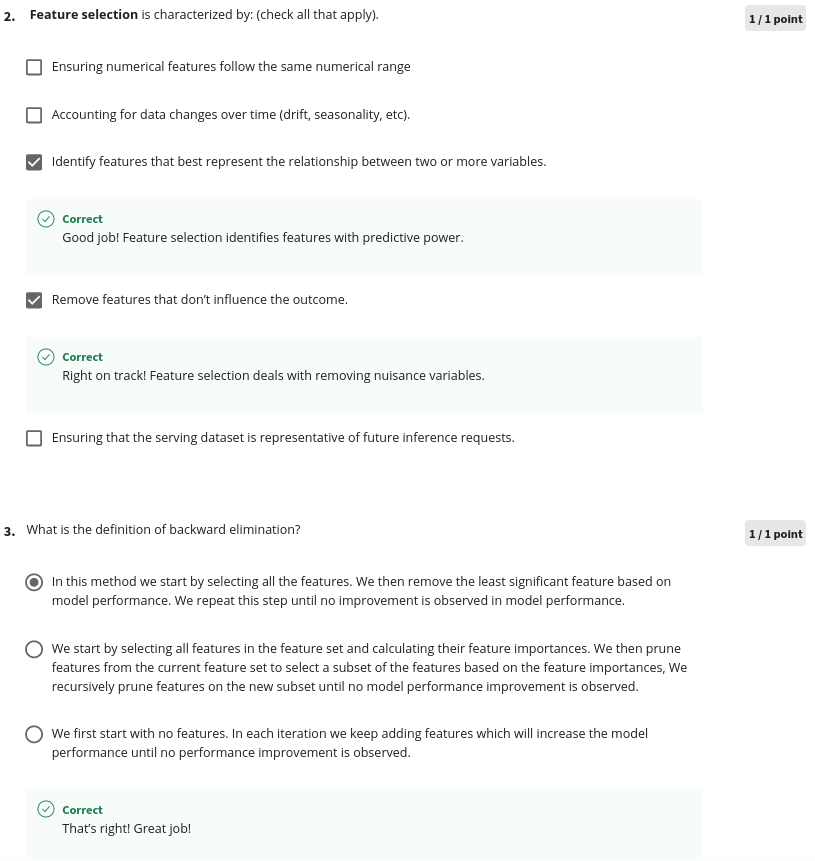 2. Feature selection is characterized by: (check all that apply).
1 / 1 point
Ensuring numerical features follow the same numerical range
Accounting for data changes over time (drift, seasonality, etc).
Identify features that best represent the relationship between two or more variables.
Correct
Good job! Feature selection identifies features with predictive power.
Remove features that don’t influence the outcome.
Correct
Right on track! Feature selection deals with removing nuisance variables.
Ensuring that the serving dataset is representative of future inference requests.
3. What is the definition of backward elimination?
1 / 1 point
In this method we start by selecting all the features. We then remove the least significant feature based on
model performance. We repeat this step until no improvement is observed in model performance.
We start by selecting all features in the feature set and calculating their feature importances. We then prune
features from the current feature set to select a subset of the features based on the feature importances, We
recursively prune features on the new subset until no model performance improvement is observed.
We first start with no features. In each iteration we keep adding features which will increase the model
performance until no performance improvement is observed.
Correct
That’s right! Great job!